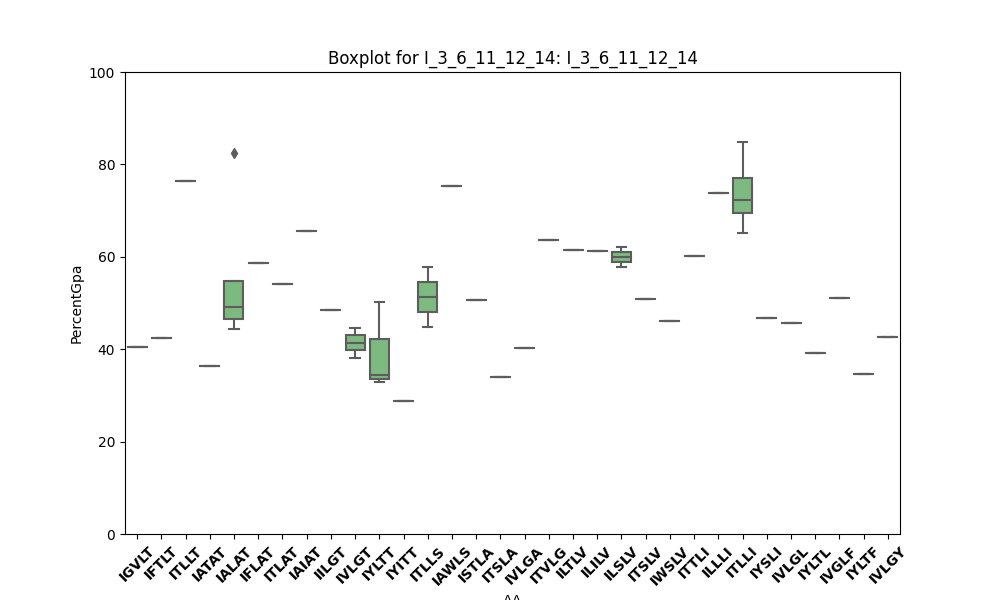 Boxplot for I_3_6_11_12_14: I_3_6_11_12_14
PercentGpa
100
80
60
40
20
0
IGVLT
IFTLT
ITLLT
IATAT
IALAT
IFLAT
ITLAT
IAIAT
IILGT
IVLGT
IYLTT
IYITT
ITLLS
IAWLS
ISTLA
ITSLA
IVLGA
ITVLG
ILTLV
ILILV
ILSLV
ITSLV
IWSLV
ITTLI
ILLLI
ITLLI
IYSLI
IVLGL
IYLTL
IVGLF
IYLTF
IVLGY
AA